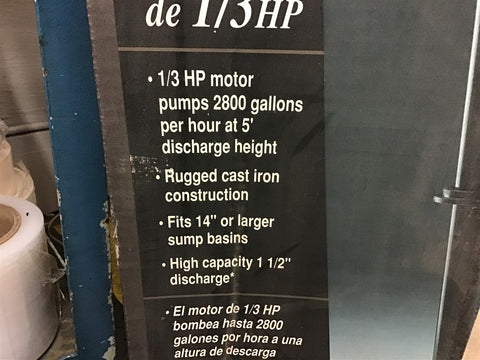 de 1/3 HP
• 1/3 HP motor
pumps 2800 gallons
per hour at 5'
discharge height
• Rugged cast iron
construction
• Fits 14" or larger
sump basins
• High capacity 1 1/2"
discharge*
• El motor de 1/3 HP
bombea hasta 2800
galones por hora a una
altura de descarga